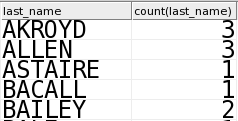 last_name count(last_name)
AKROYD 3
ALLEN 3
ASTAIRE 1
BACALL 1
BAILEY 2